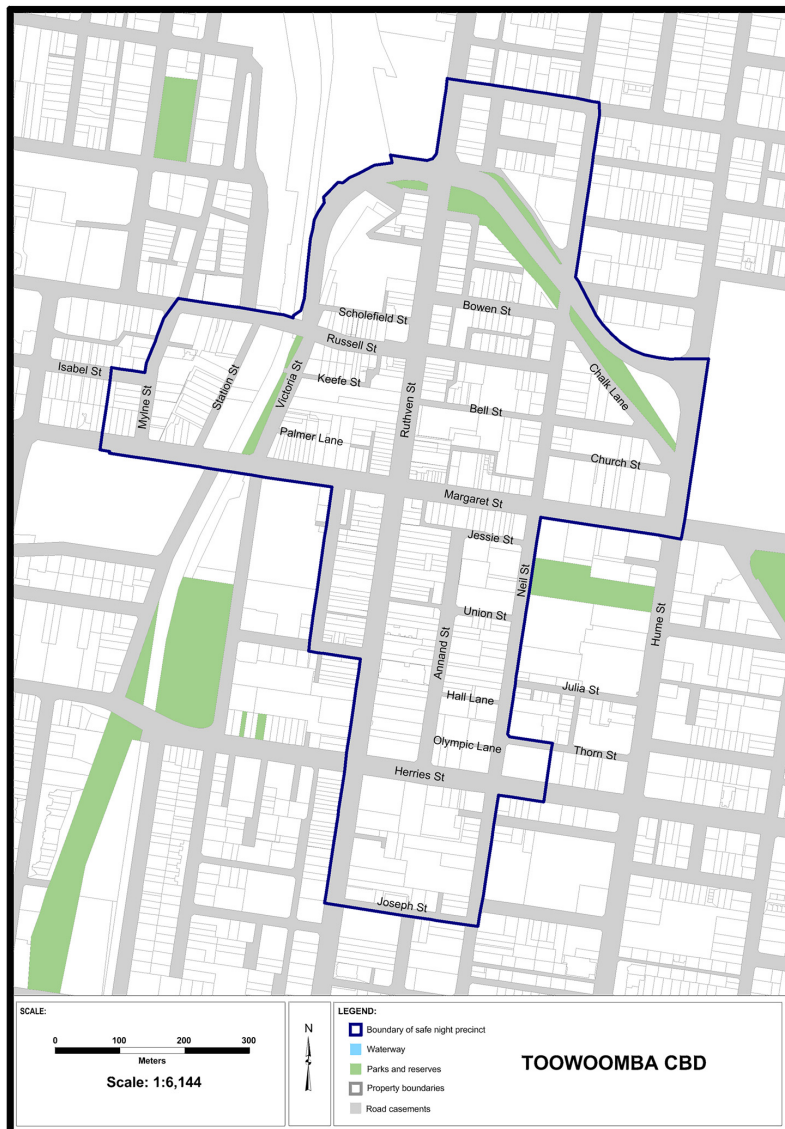 Scholefield St
Bowen St
Russell St
Isabel St
Station St
Victoria St
Keefe St
Mylne St
Chalk Lane
Ruthven St
Bell St
Palmer Lane
Church St
Margaret St
Jessie St
Neil St
Union St
Hume St
Annand St
Julia St
Hall Lane
Olympic Lane
Thorn St
Herries St
Joseph St
SCALE:
0 100 200 300
Meters
Scale: 1:6,144
N
LEGEND:
Boundary of safe night precinct
Waterway
Parks and reserves
Property boundaries
Road casements
TOOWOOMBA CBD